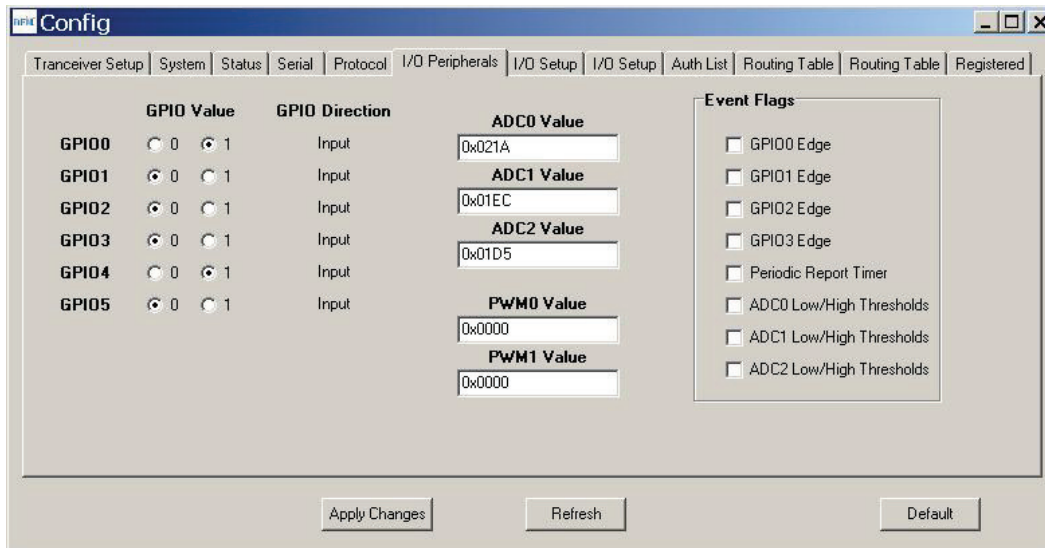 RFM Config
Tranceiver Setup System Status Serial Protocol I/O Peripherals I/O Setup I/O Setup Auth List Routing Table Routing Table Registered
GPIO Value GPIO Direction
GPIO0 0 1 Input
GPIO1 0 1 Input
GPIO2 0 1 Input
GPIO3 0 1 Input
GPIO4 0 1 Input
GPIO5 0 1 Input
ADC0 Value
0x021A
ADC1 Value
0x01EC
ADC2 Value
0x01D5
PWM0 Value
0x0000
PWM1 Value
0x0000
Event Flags
GPIO0 Edge
GPIO1 Edge
GPIO2 Edge
GPIO3 Edge
Periodic Report Timer
ADC0 Low/High Thresholds
ADC1 Low/High Thresholds
ADC2 Low/High Thresholds
Apply Changes Refresh Default